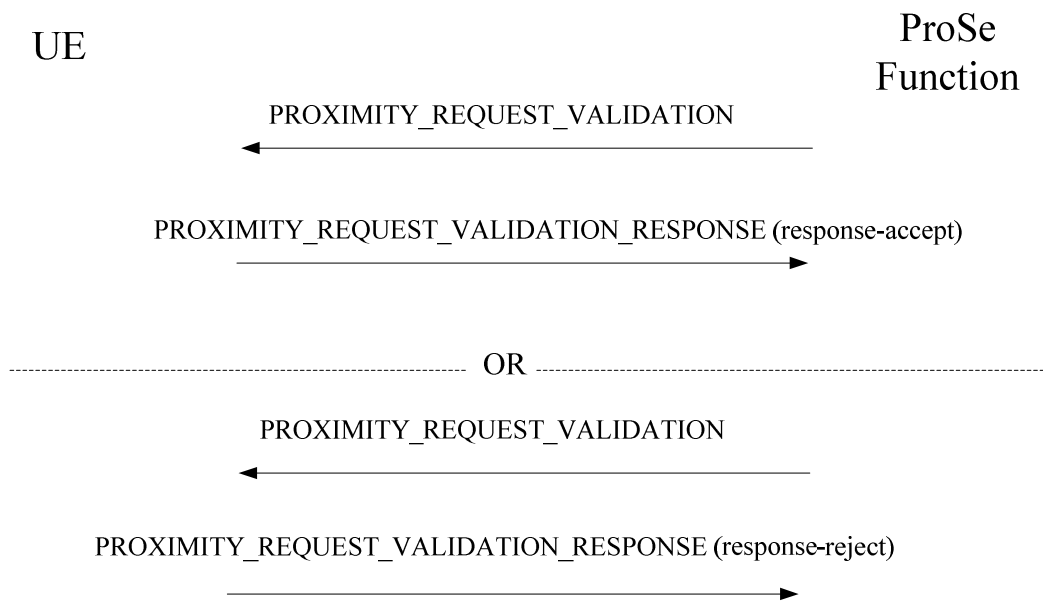 UE
ProSe
Function
PROXIMITY_REQUEST_VALIDATION
PROXIMITY_REQUEST_VALIDATION_RESPONSE (response-accept)
OR
PROXIMITY_REQUEST_VALIDATION
PROXIMITY_REQUEST_VALIDATION_RESPONSE (response-reject)